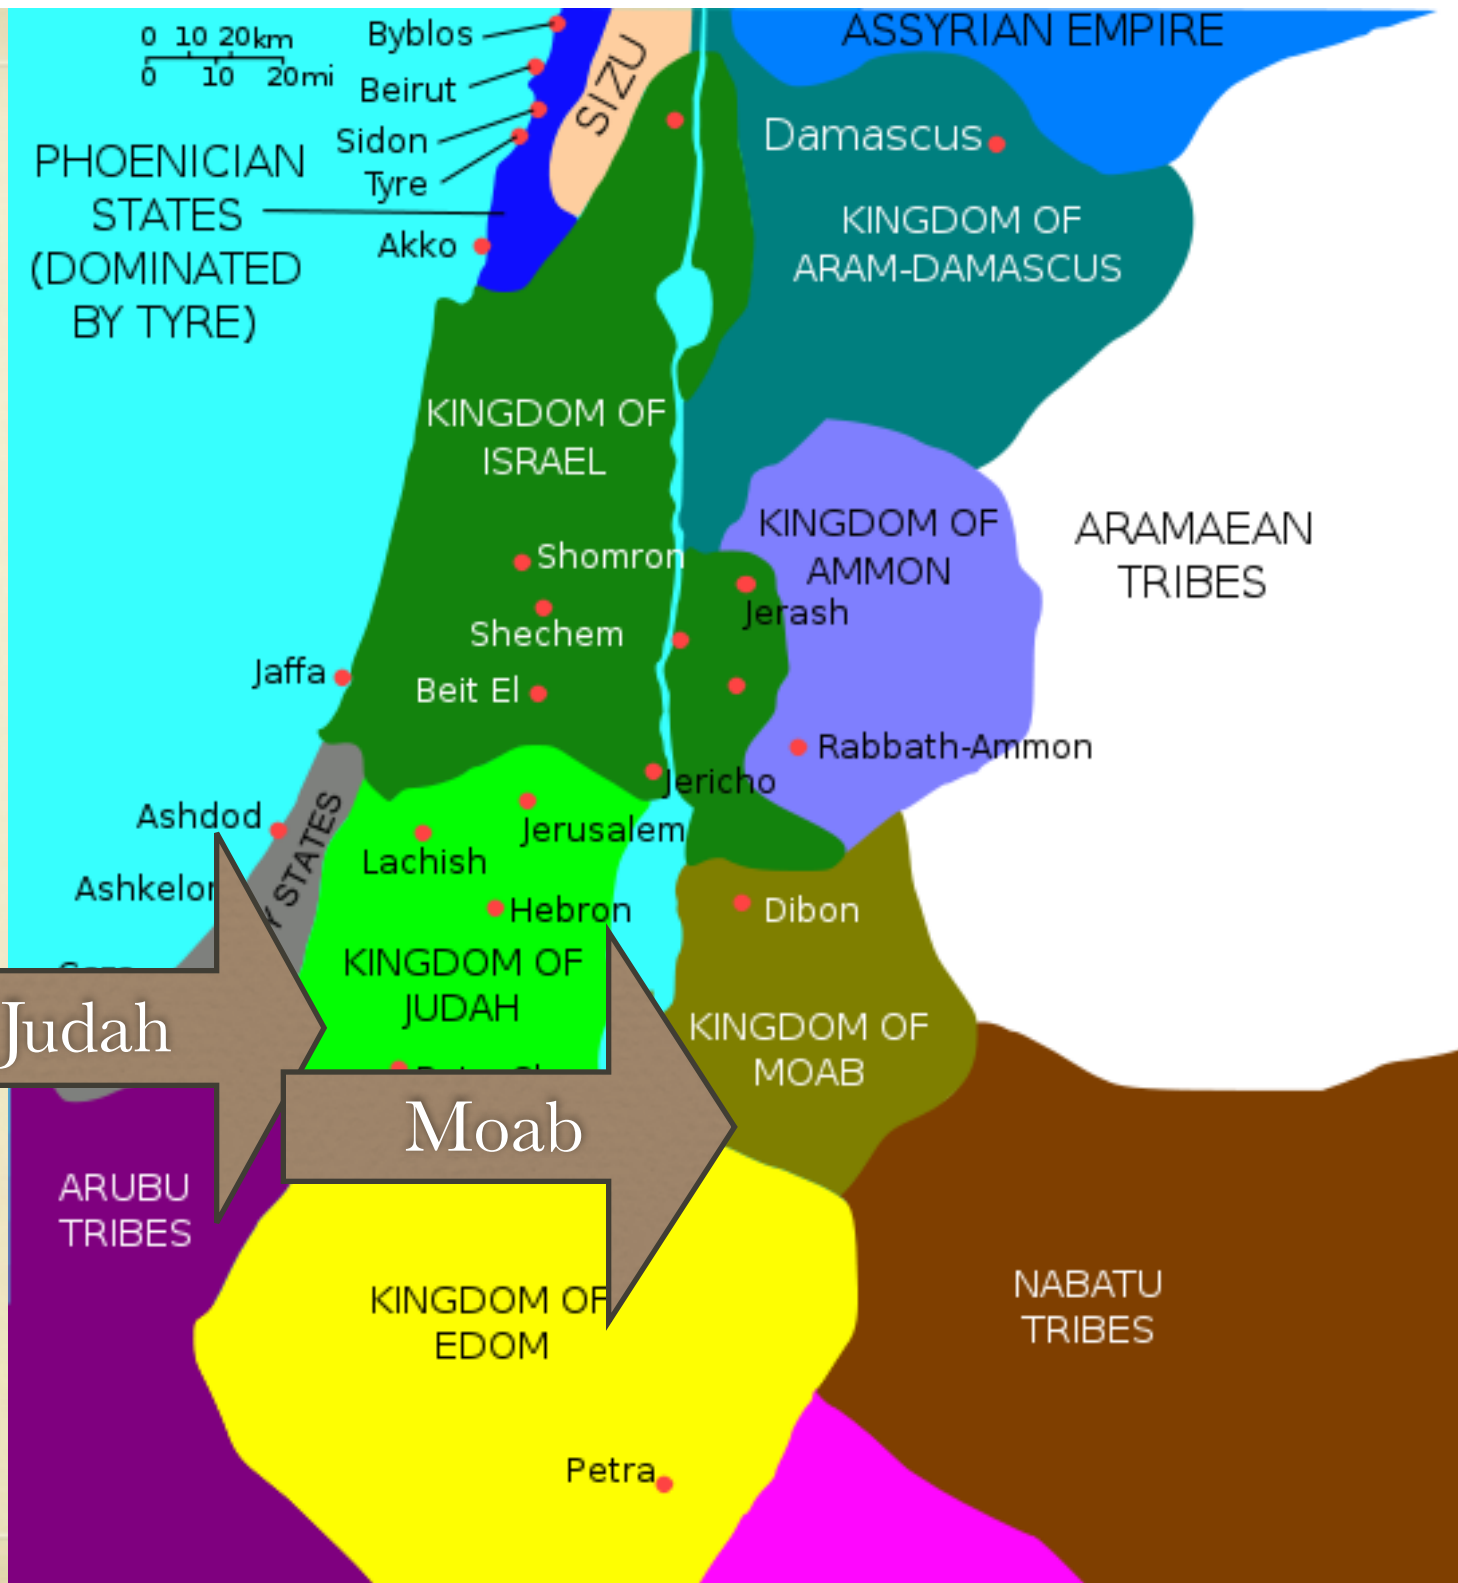 0 10 20km
0 10 20mi
Byblos
Beirut
Sidon
Tyre
Akko
PHOENICIAN
STATES
(DOMINATED
BY TYRE)
SIZU
ASSYRIAN EMPIRE
Damascus
KINGDOM OF
ARAM-DAMASCUS
KINGDOM OF
ISRAEL
KINGDOM OF
AMMON
ARAMAEAN
TRIBES
Shomron
Jerash
Shechem
Jaffa
Beit El
Rabbath-Ammon
Jericho
Ashdod
STATES
Jerusalem
Lachish
Ashkelon
Hebron
Dibon
KINGDOM OF
JUDAH
Judah
KINGDOM OF
MOAB
Moab
ARUBU
TRIBES
KINGDOM OF
EDOM
NABATU
TRIBES
Petra